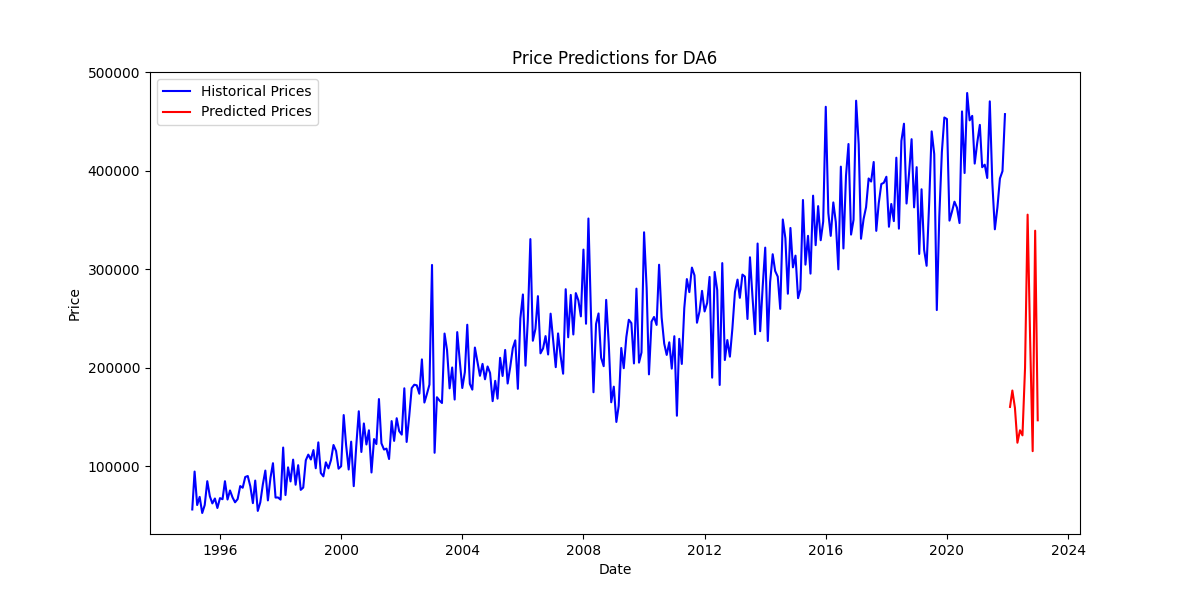 Price Predictions for DA6
Historical Prices
Predicted Prices
500000
400000
300000
200000
100000
Price
1996
2000
2004
2008
2012
2016
2020
2024
Date